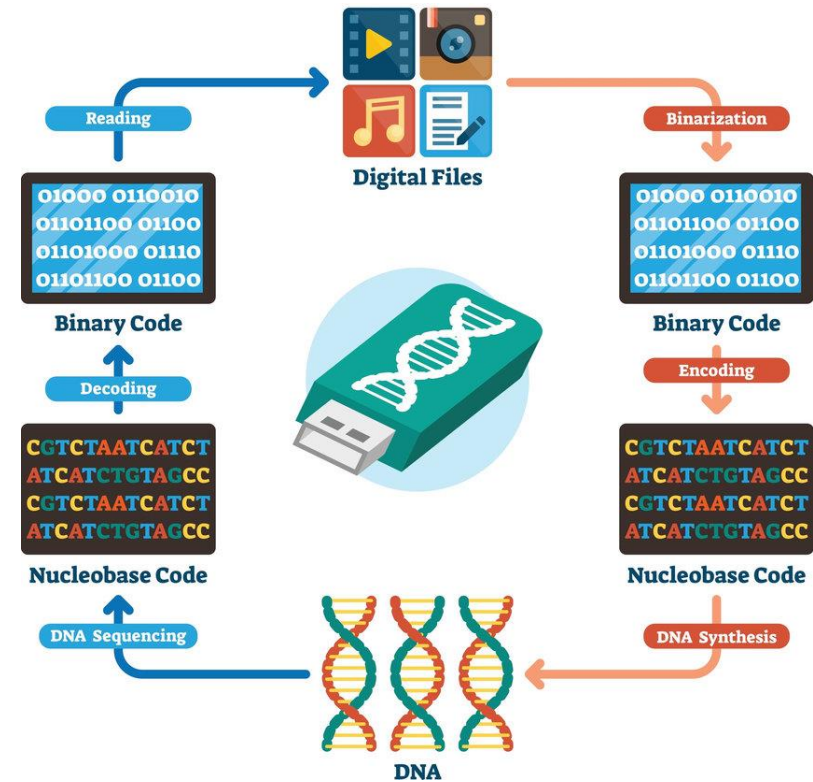 Digital Files
Reading
Binarization
01000 0110010
01101100 01100
01101000 01110
01101100 01100
Binary Code
01000 0110010
01101100 01100
01101000 01110
01101100 01100
Binary Code
Decoding
Encoding
CGTCTAATCATCT
ATCATCTGTAGCC
CGTCTAATCATCT
ATCATCTGTAGCC
Nucleobase Code
CGTCTAATCATCT
ATCATCTGTAGCC
CGTCTAATCATCT
ATCATCTGTAGCC
Nucleobase Code
DNA Sequencing
DNA Synthesis
DNA